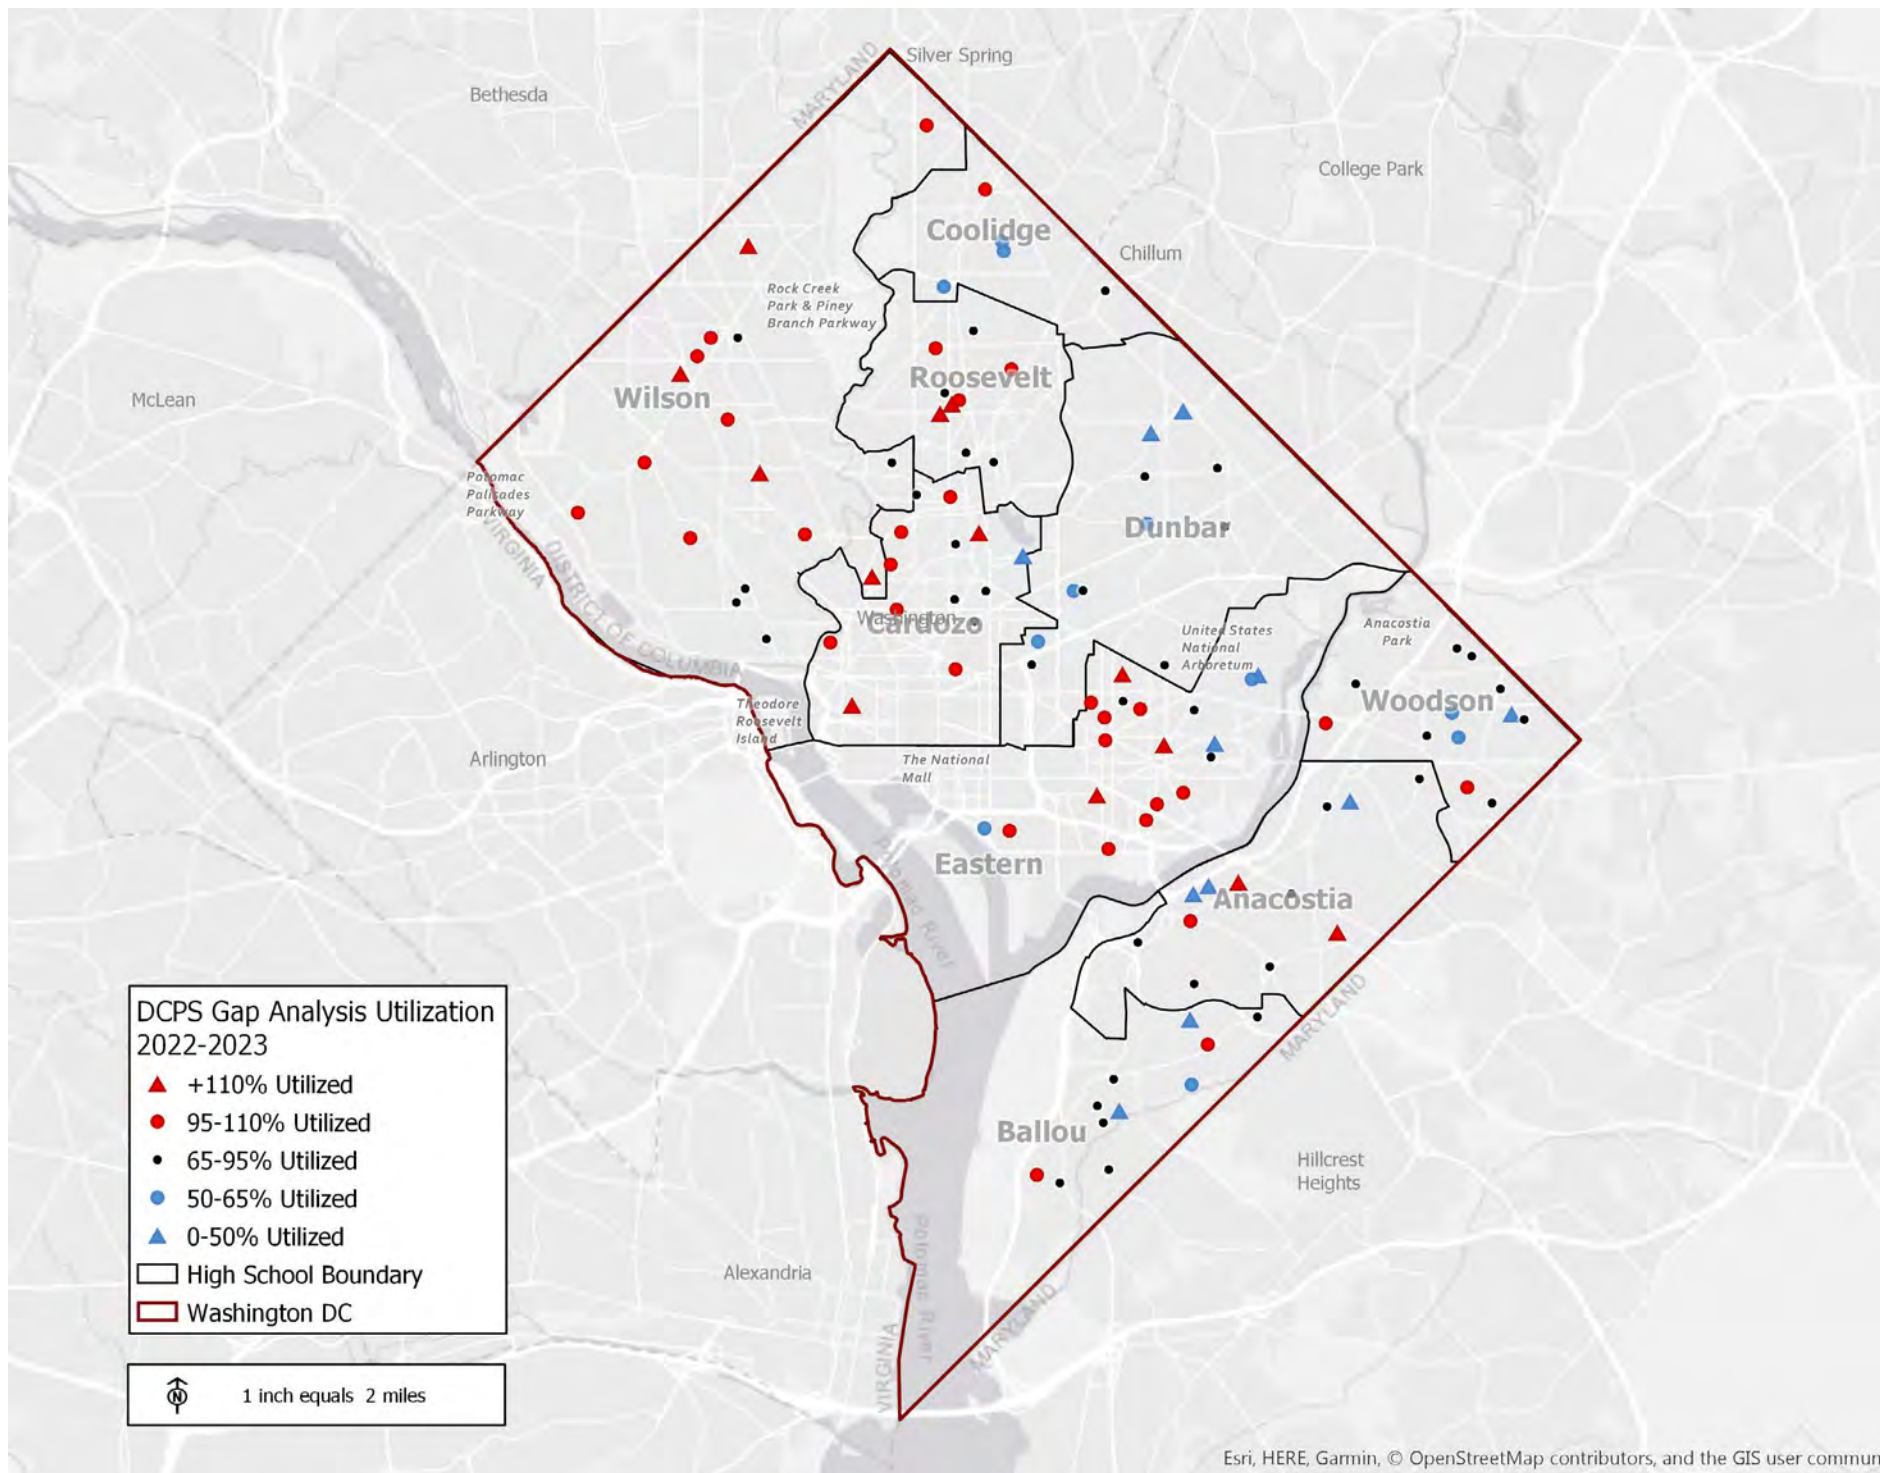 Silver Spring
MARYLAND
Bethesda
College Park
Coolidge
Chillum
Rock Creek
Park & Piney
Branch Parkway
McLean
Wilson
Roosevelt
Potomac
Palisades
Parkway
VIRGINIA
DISTRICT OF COLUMBIA
Dunbar
Washington
Cardozo
United States
National
Arboretum
Anacostia
Park
Woodson
Theodore
Roosevelt
Island
Arlington
The National
Mall
Eastern
Potomac River
Anacostia
MARYLAND
DCPS Gap Analysis Utilization
2022-2023
+110% Utilized
95-110% Utilized
65-95% Utilized
50-65% Utilized
0-50% Utilized
High School Boundary
Washington DC
Ballou
Hillcrest
Heights
Alexandria
Potomac River
VIRGINIA
MARYLAND
N
1 inch equals 2 miles
Esri, HERE, Garmin, © OpenStreetMap contributors, and the GIS user commun